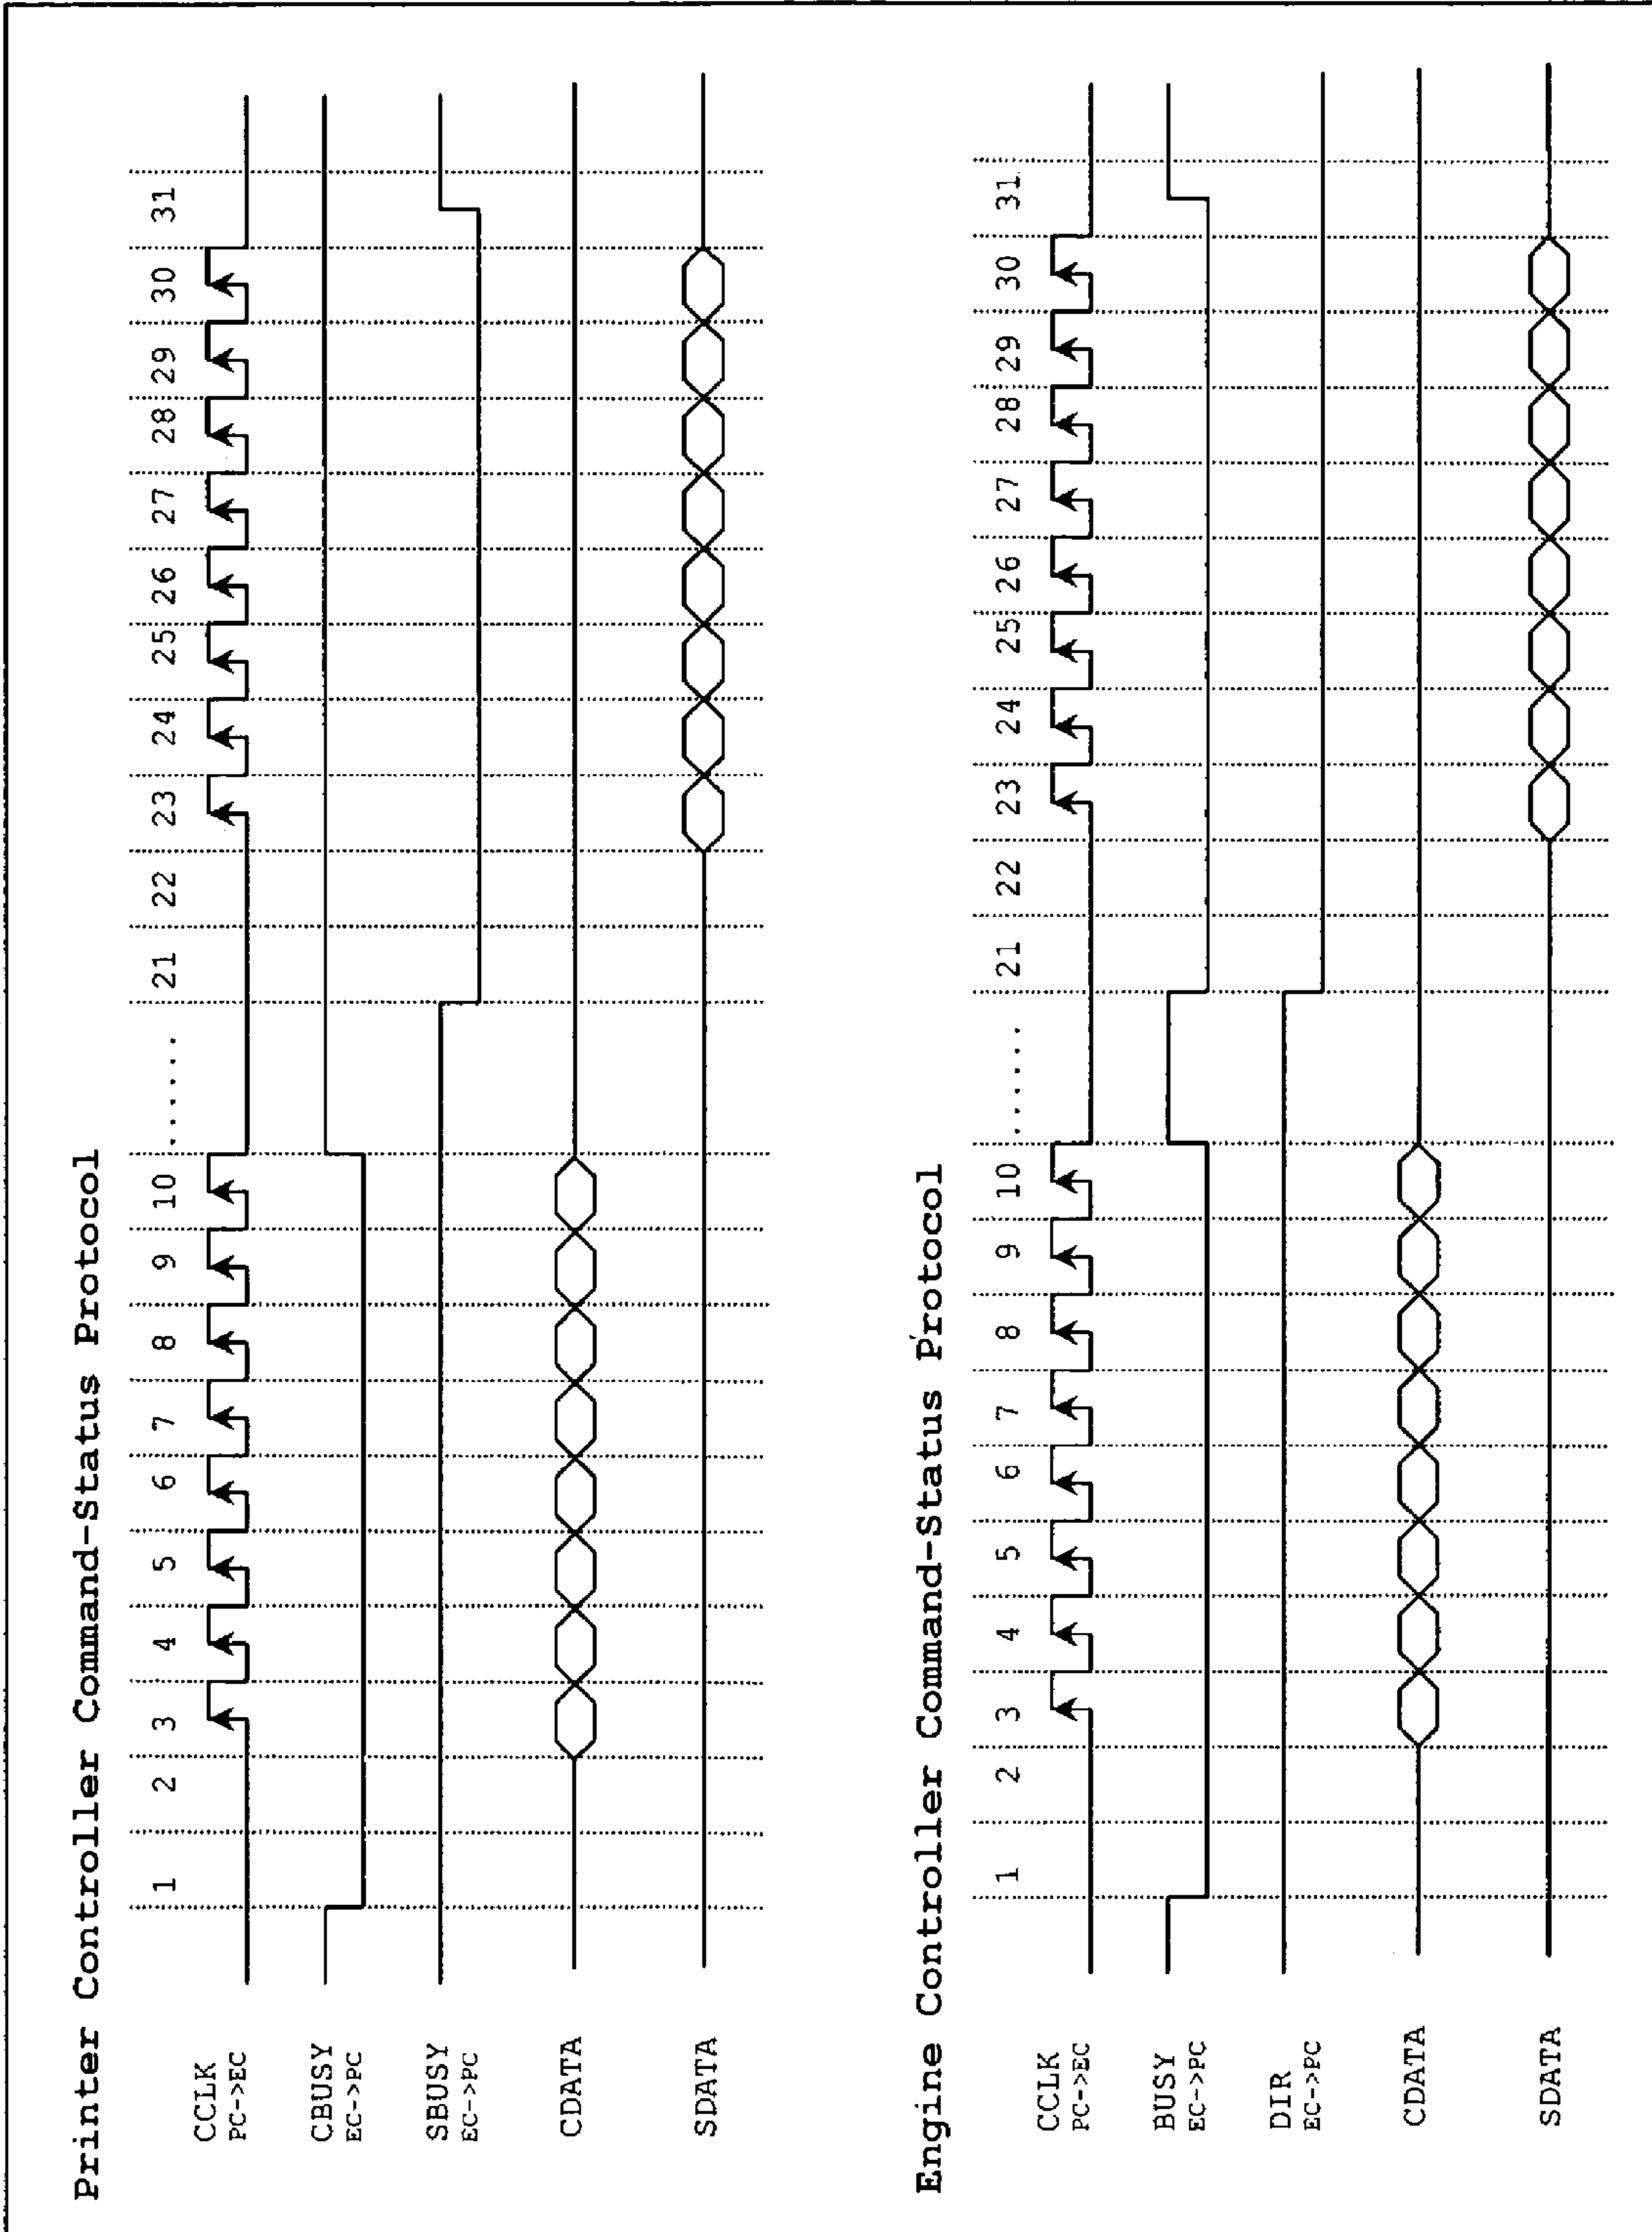 Printer Controller Command-Status Protocol
1 2 3 4 5 6 7 8 9 10 ...... 21 22 23 24 25 26 27 28 29 30 31
CCLK
PC->EC
CBUSY
EC->PC
SBUSY
EC->PC
CDATA
SDATA
Engine Controller Command-Status Protocol
1 2 3 4 5 6 7 8 9 10 ...... 21 22 23 24 25 26 27 28 29 30 31
CCLK
PC->EC
BUSY
EC->PC
DIR
EC->PC
CDATA
SDATA